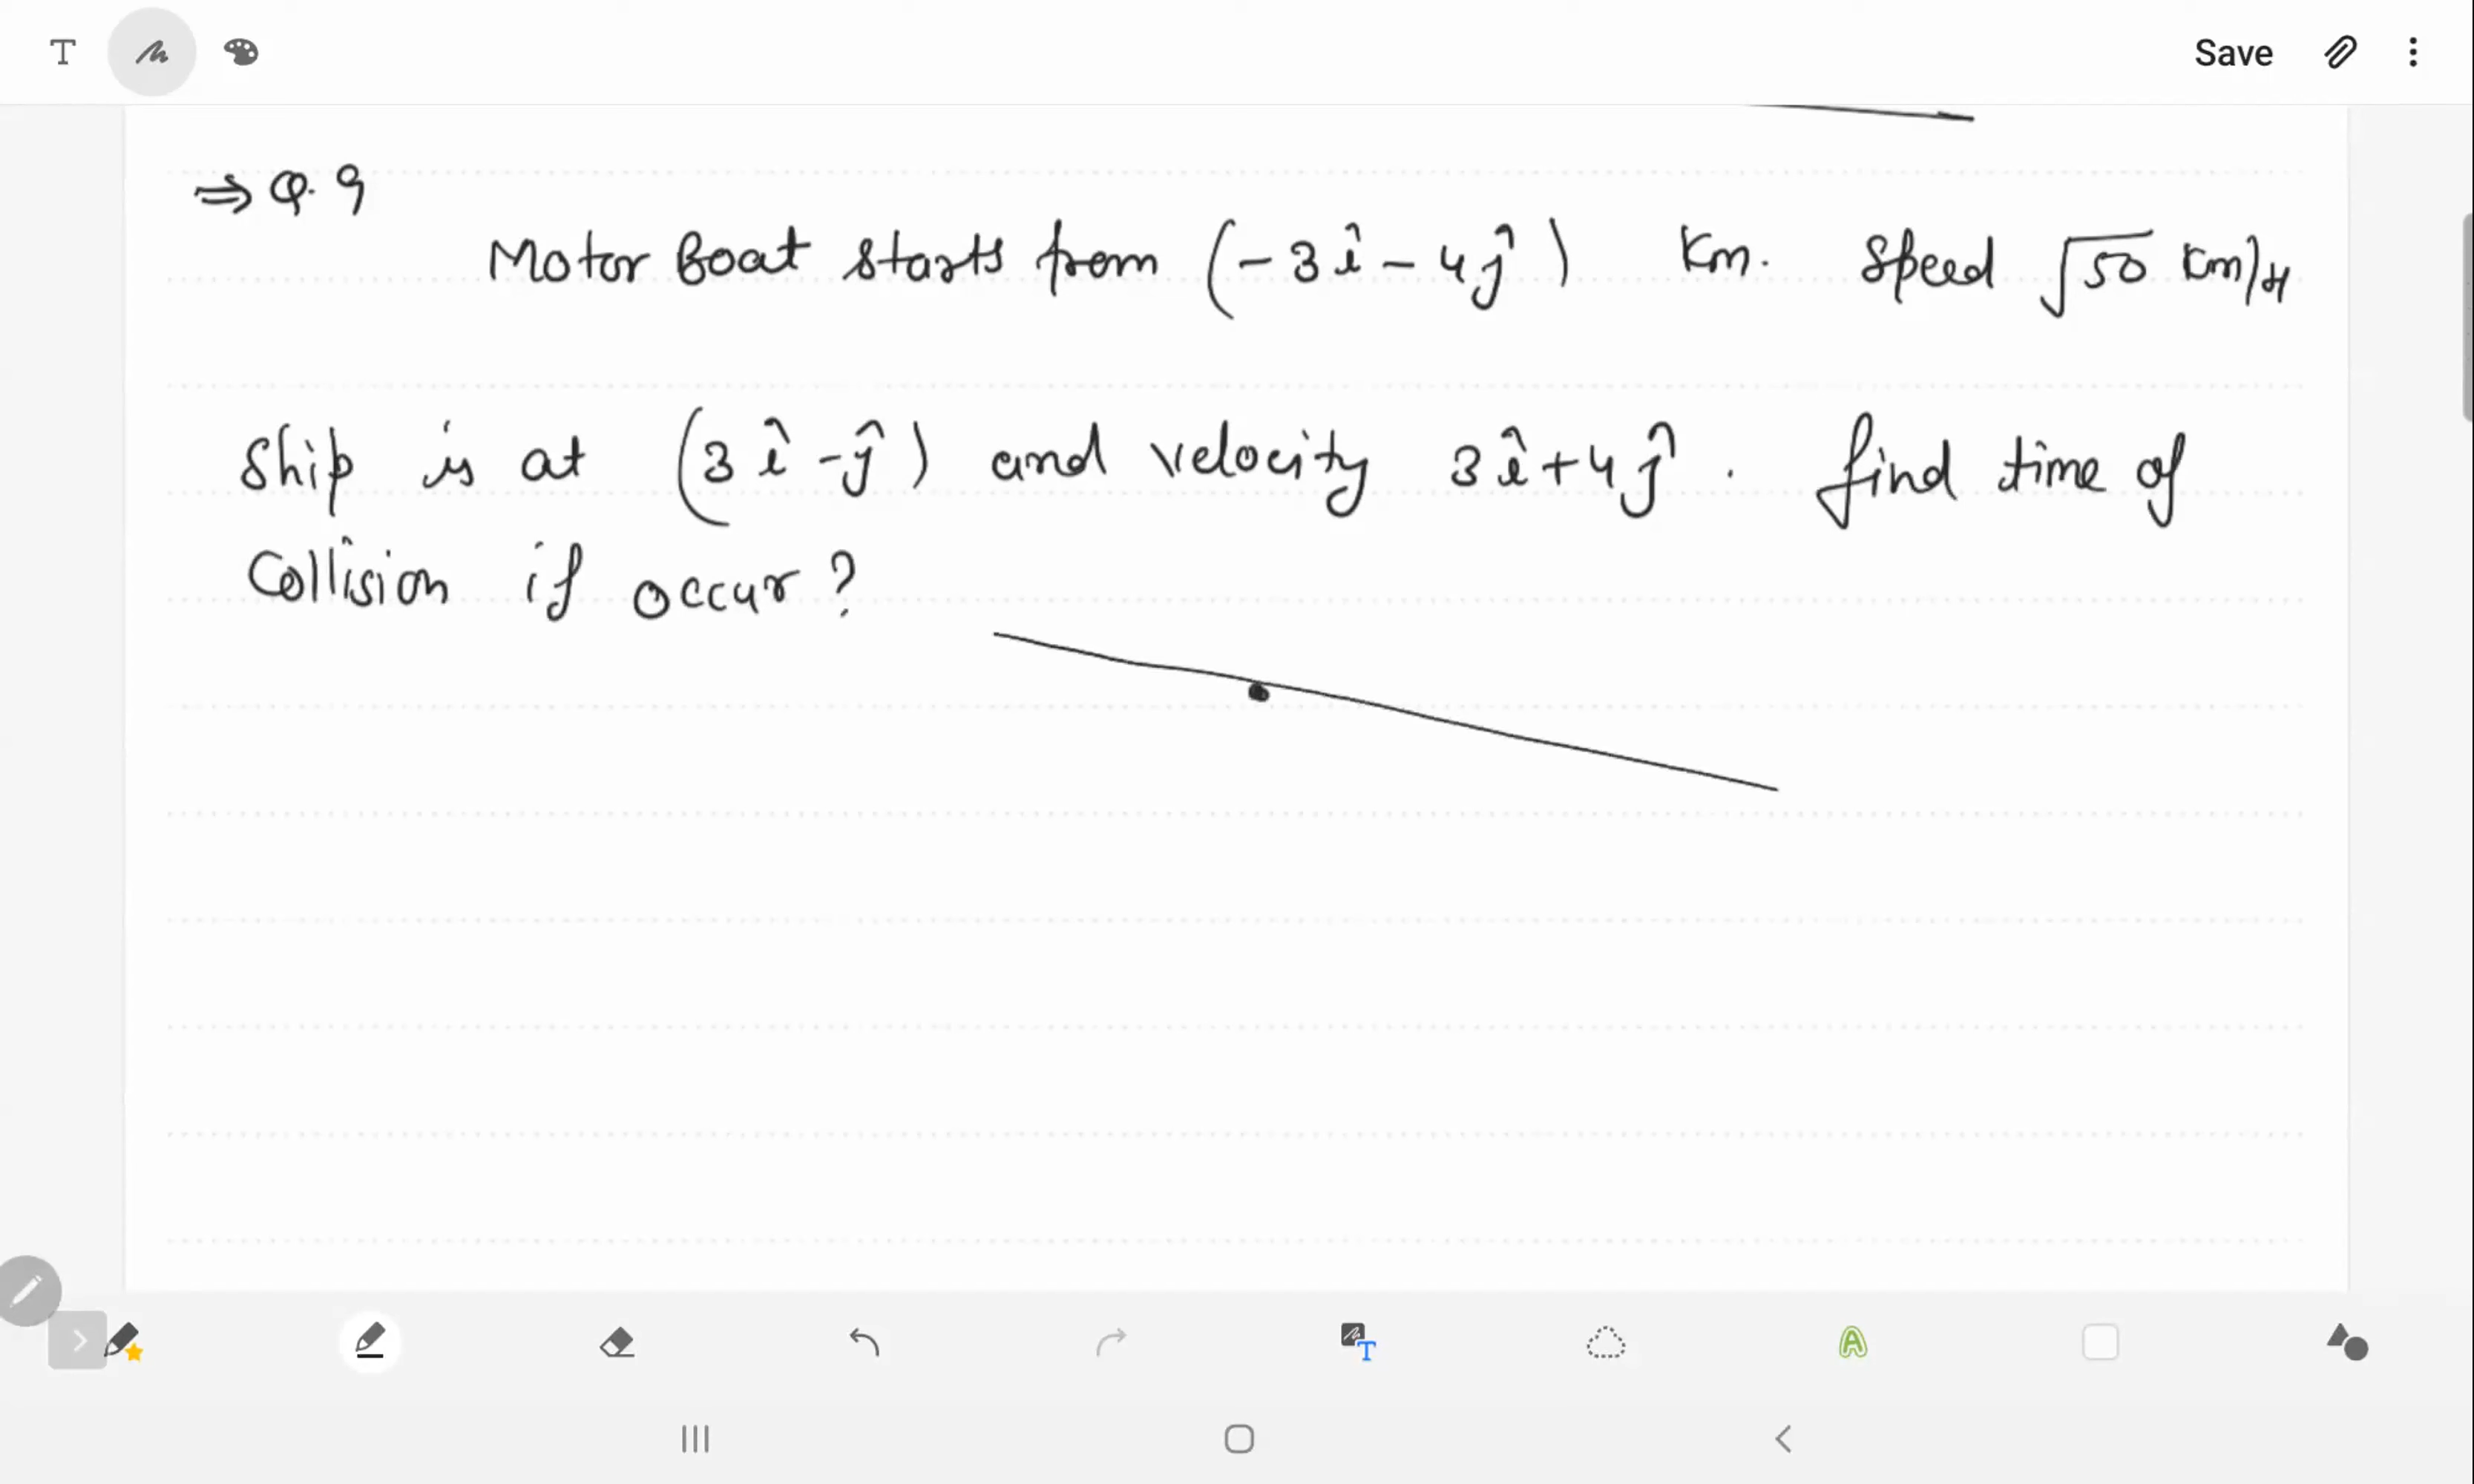 Save
⇒ Q.9
Motor Boat starts from (-3î-4ĵ) Km. Speed √50 Km/H
Ship is at (3î-ĵ) and velocity 3î+4ĵ. find time of
Collision if occur?